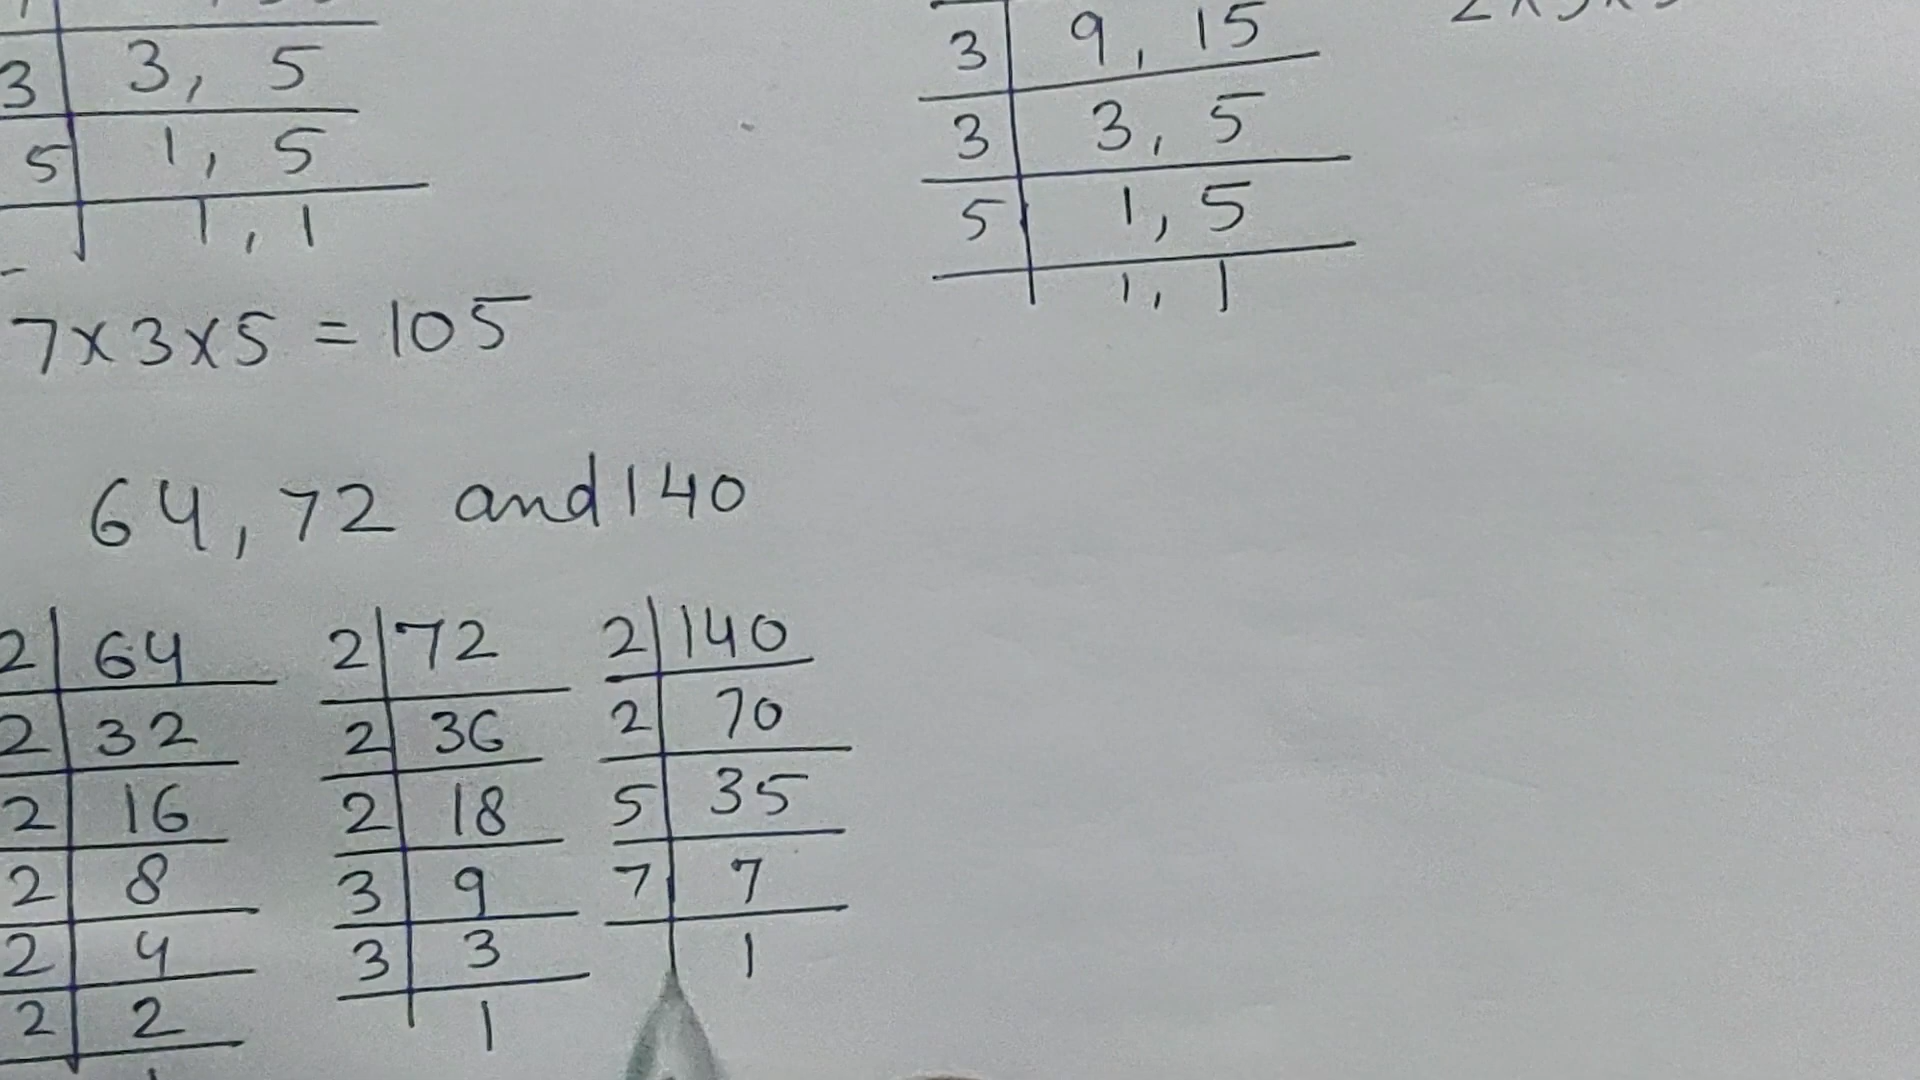 3 | 3, 5
5 | 1, 5
1, 1
7x3x5 = 105
3 | 9, 15
3 | 3, 5
5 | 1, 5
1, 1
64, 72 and 140
2 | 64
2 | 32
2 | 16
2 | 8
2 | 4
2 | 2
2 | 72
2 | 36
2 | 18
3 | 9
3 | 3
1
2 | 140
2 | 70
5 | 35
7 | 7
1